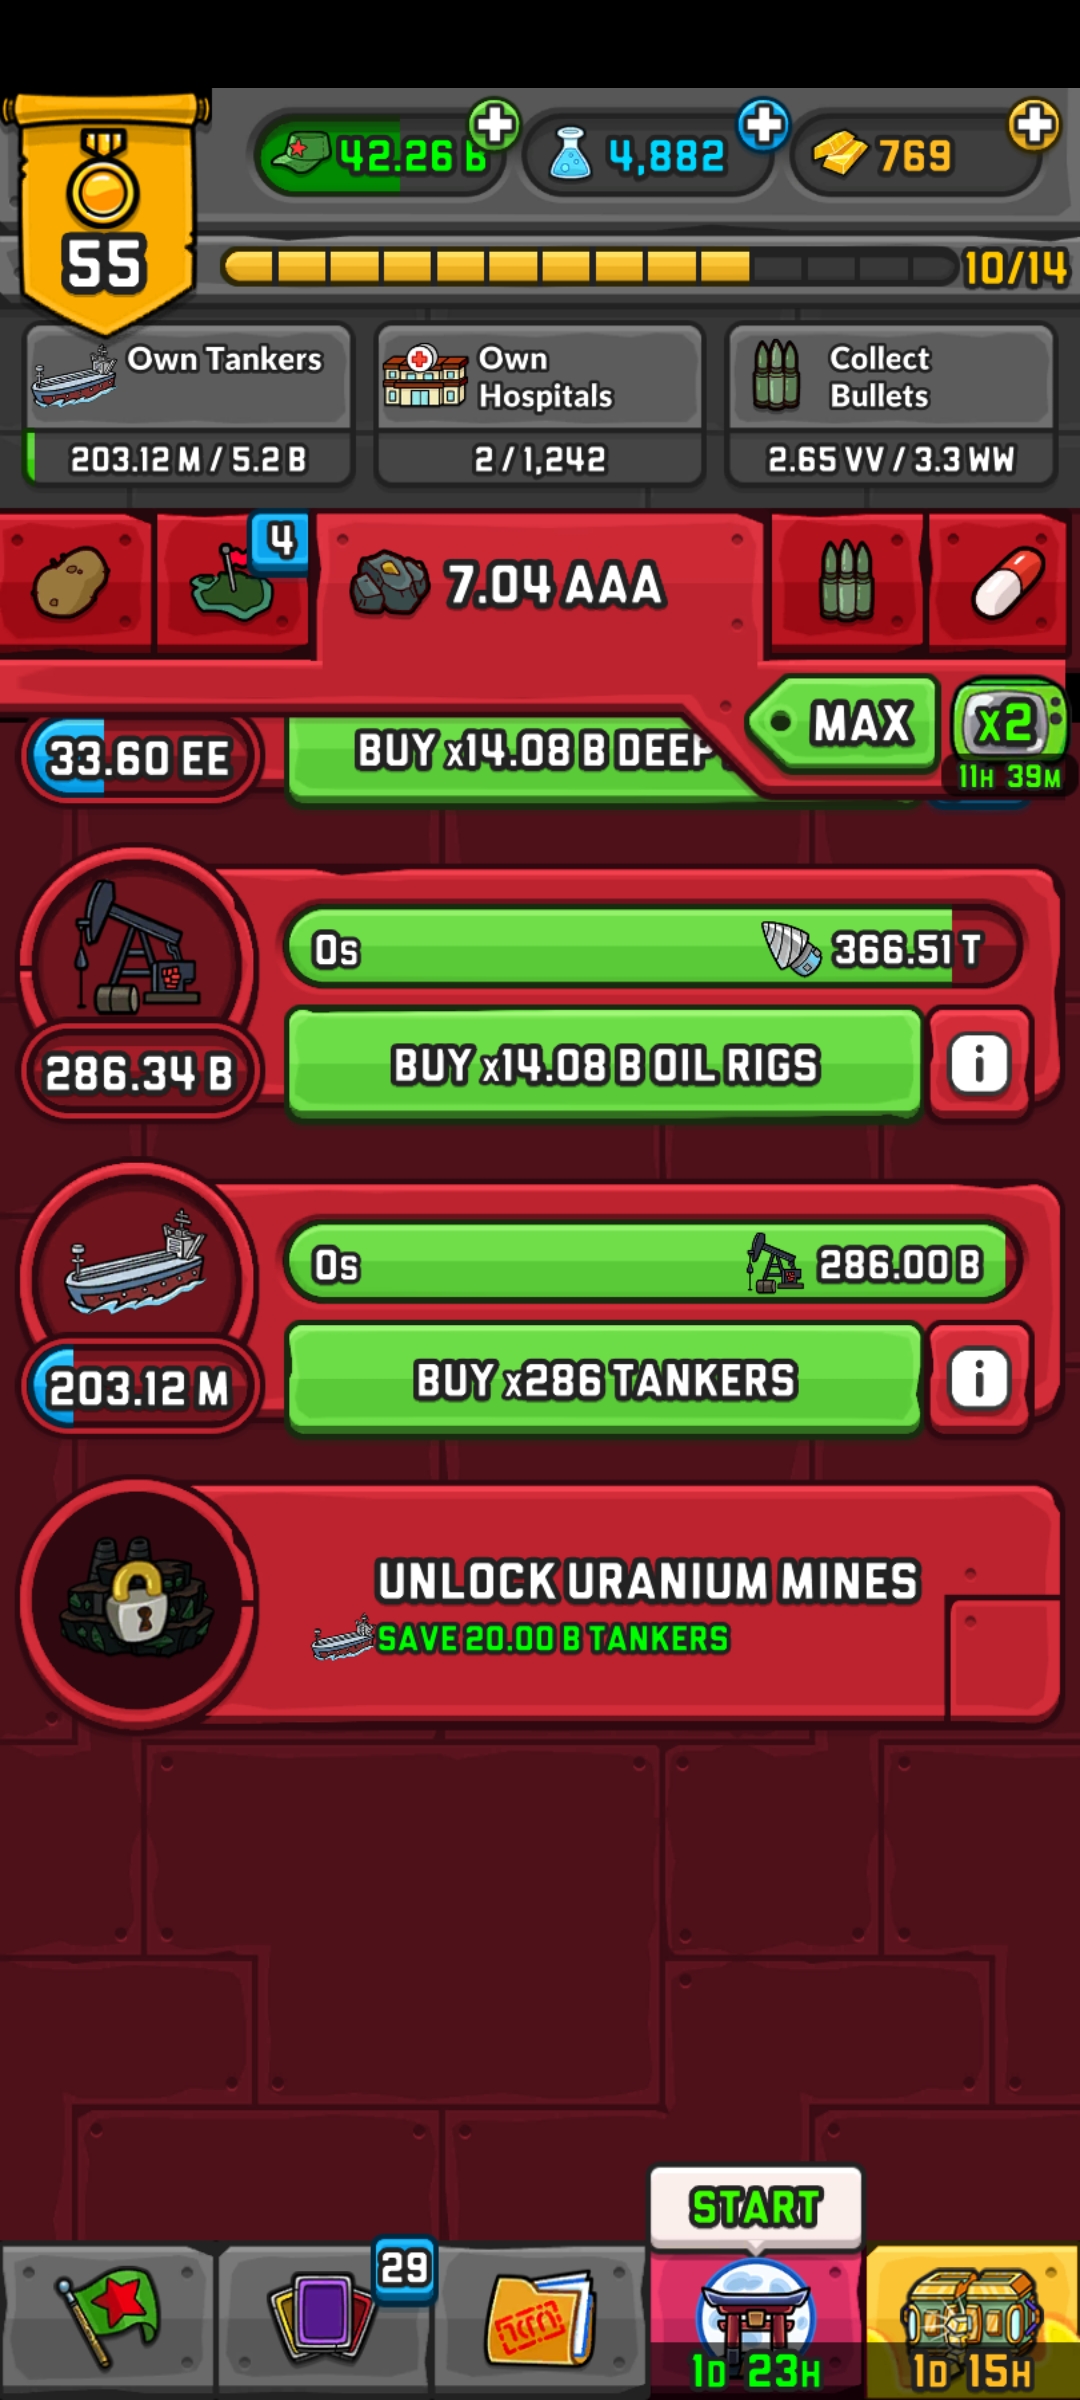 55
42.26 B
4,882
769
10/14
Own Tankers
203.12 M / 5.2 B
Own
Hospitals
2 / 1,242
Collect
Bullets
2.65 VV / 3.3 WW
4
7.04 AAA
MAX
x2
11H 39M
33.60 EE
BUY x14.08 B DEEP
0s
366.51 T
286.34 B
BUY x14.08 B OIL RIGS
i
0s
286.00 B
203.12 M
BUY x286 TANKERS
i
UNLOCK URANIUM MINES
SAVE 20.00 B TANKERS
START
29
1D 23H
1D 15H